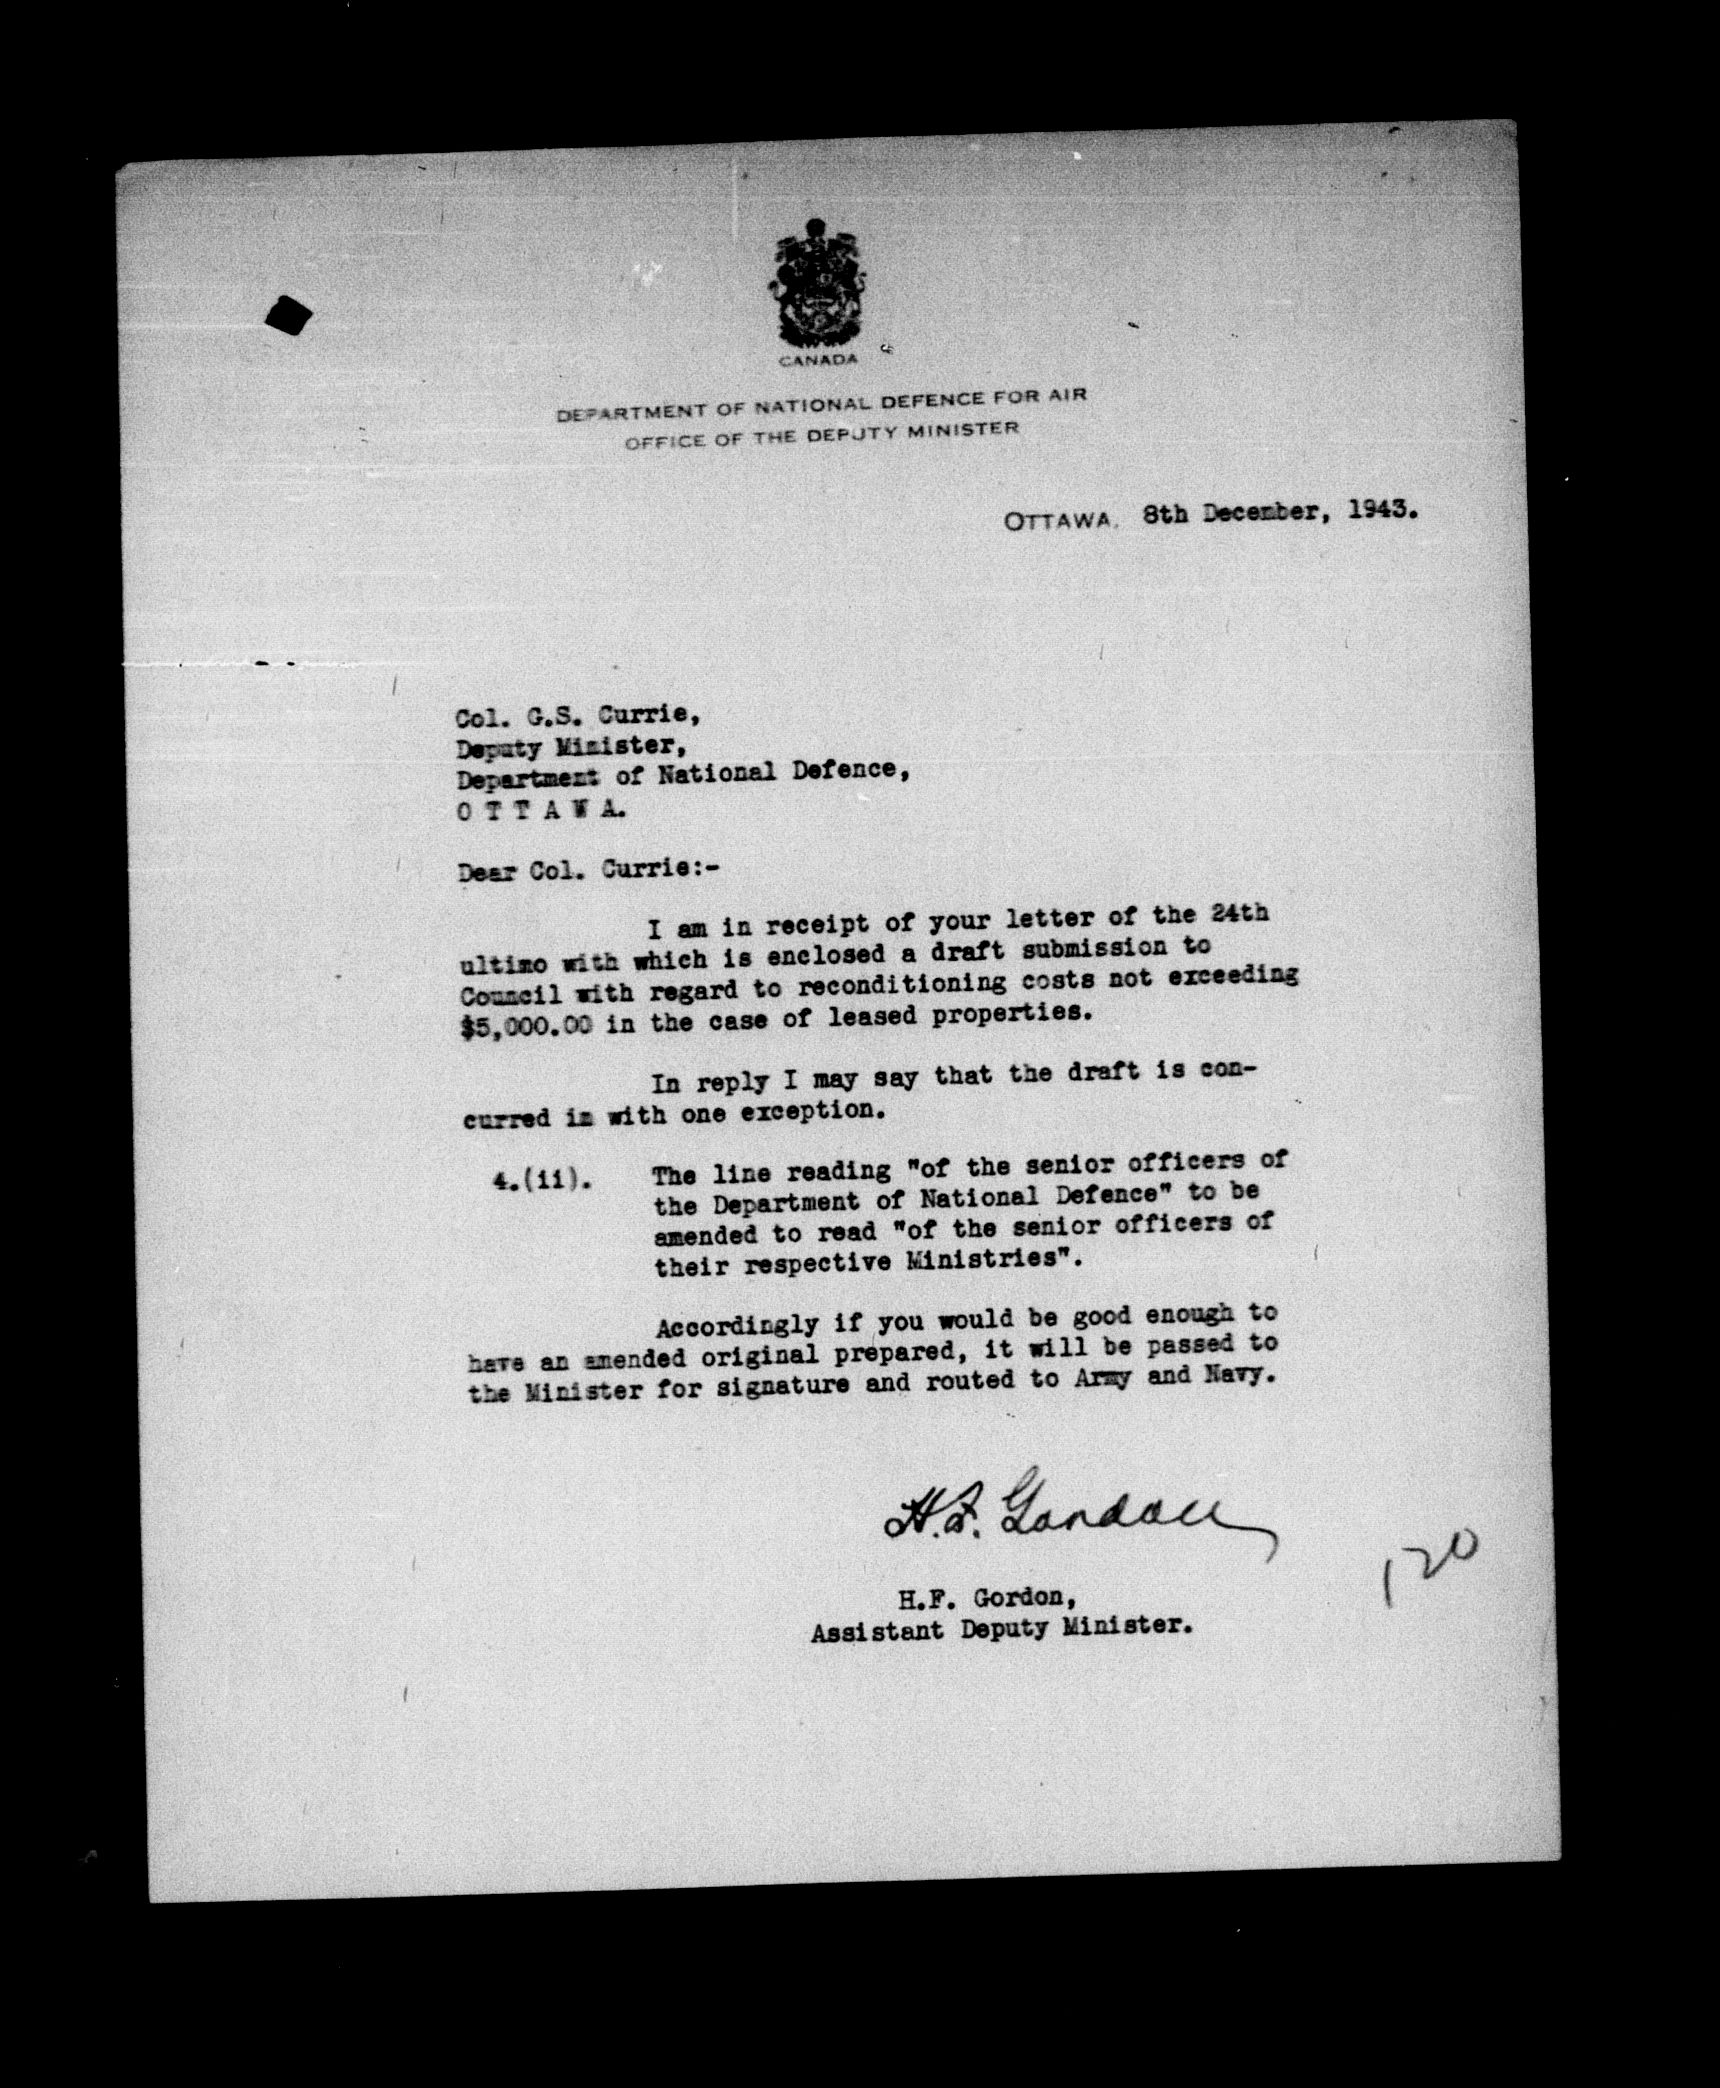 CANADA
DEPARTMENT OF NATIONAL DEFENCE FOR AIR
OFFICE OF THE DEPUTY MINISTER
OTTAWA, 8th December, 1943.
Col. G.S. Currie,
Deputy Minister,
Department of National Defence,
O T T A W A.
Dear Col. Currie:-
I am in receipt of your letter of the 24th
ultimo with which is enclosed a draft submission to
Council with regard to reconditioning costs not exceeding
$5,000.00 in the case of leased properties.
In reply I may say that the draft is con-
curred in with one exception.
4.(ii). The line reading "of the senior officers of
the Department of National Defence" to be
amended to read "of the senior officers of
their respective Ministries".
Accordingly if you would be good enough to
have an amended original prepared, it will be passed to
the Minister for signature and routed to Army and Navy.
H.F. Gordon
H.F. Gordon,
Assistant Deputy Minister.
120